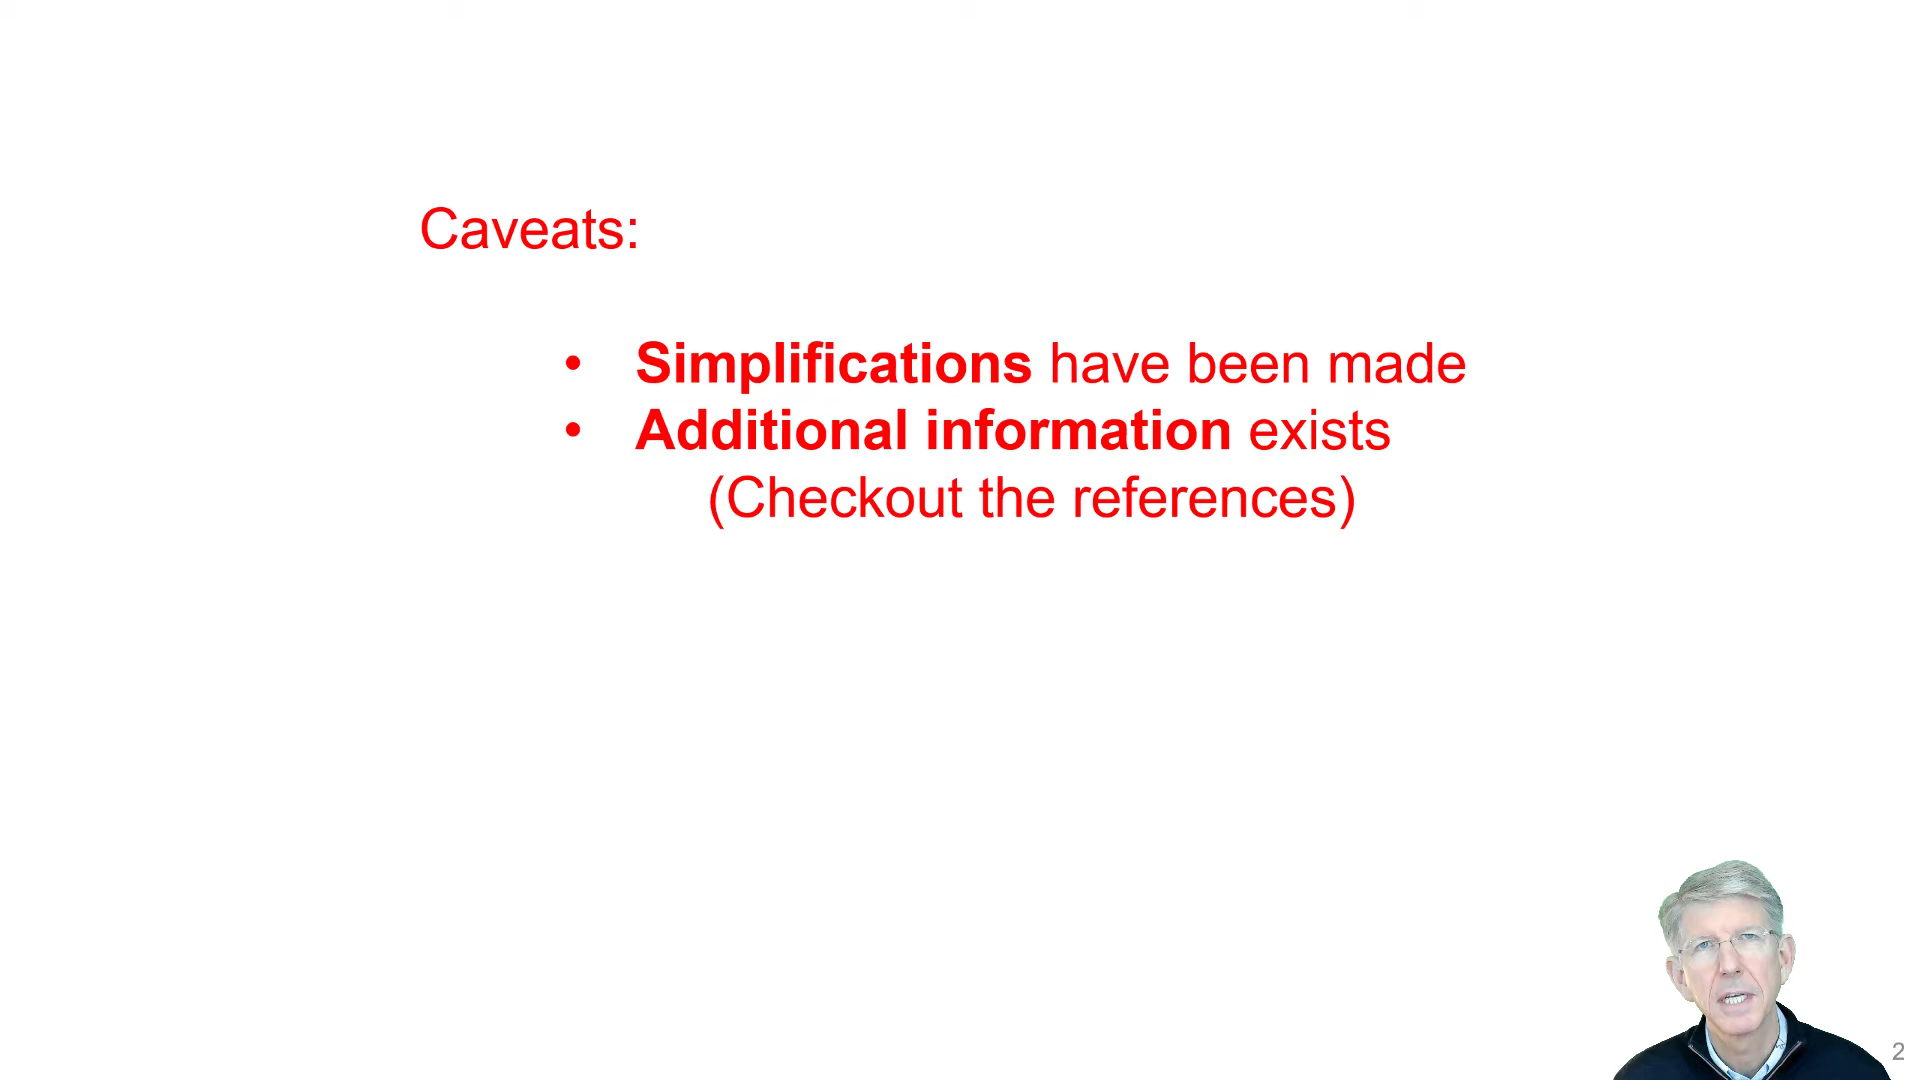 Caveats:
• Simplifications have been made
• Additional information exists
(Checkout the references)
2